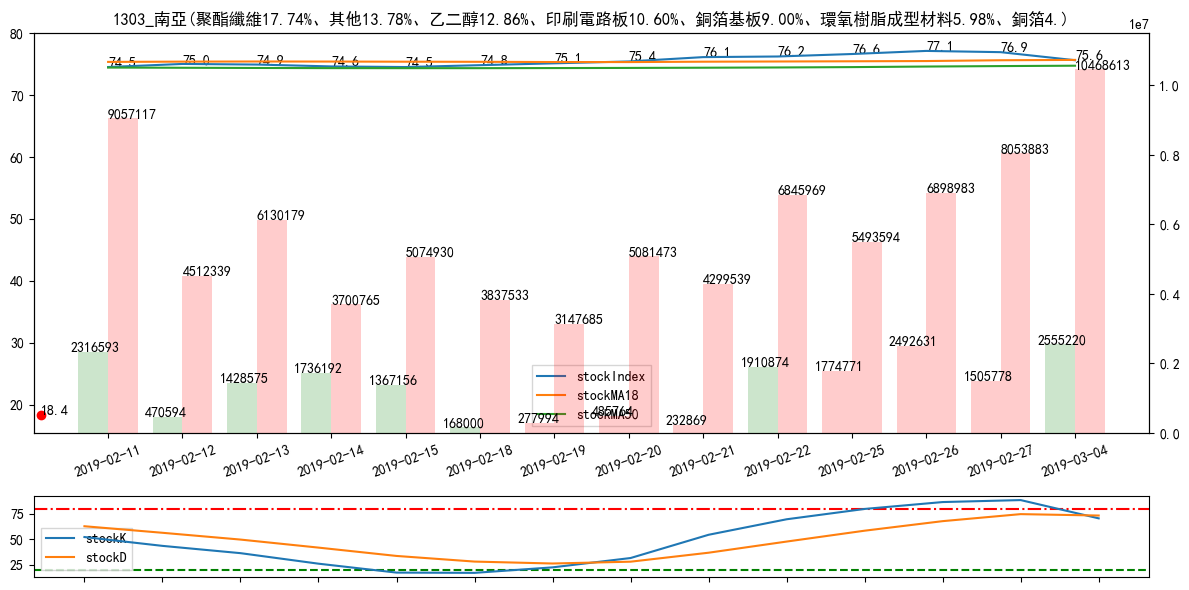 1303_南亞(聚酯纖維17.74%、其他13.78%、乙二醇12.86%、印刷電路板10.60%、銅箔基板9.00%、環氧樹脂成型材料5.98%、銅箔4.)
1e7
80
70
60
50
40
30
20
1.0
0.8
0.6
0.4
0.2
0.0
74.5 75.0 74.9 74.6 74.5 74.8 75.1 75.4 76.1 76.2 76.6 77.1 76.9 75.6
9057117 4512339 6130179 3700765 5074930 3837533 3147685 5081473 4299539 6845969 5493594 6898983 8053883 10468613
2316593 470594 1428575 1736192 1367156 168000 277994 485764 232869 1910874 1774771 2492631 1505778 2555220
18.4
stockIndex
stockMA18
stockMA50
2019-02-11 2019-02-12 2019-02-13 2019-02-14 2019-02-15 2019-02-18 2019-02-19 2019-02-20 2019-02-21 2019-02-22 2019-02-25 2019-02-26 2019-02-27 2019-03-04
75
50
25
stockK
stockD